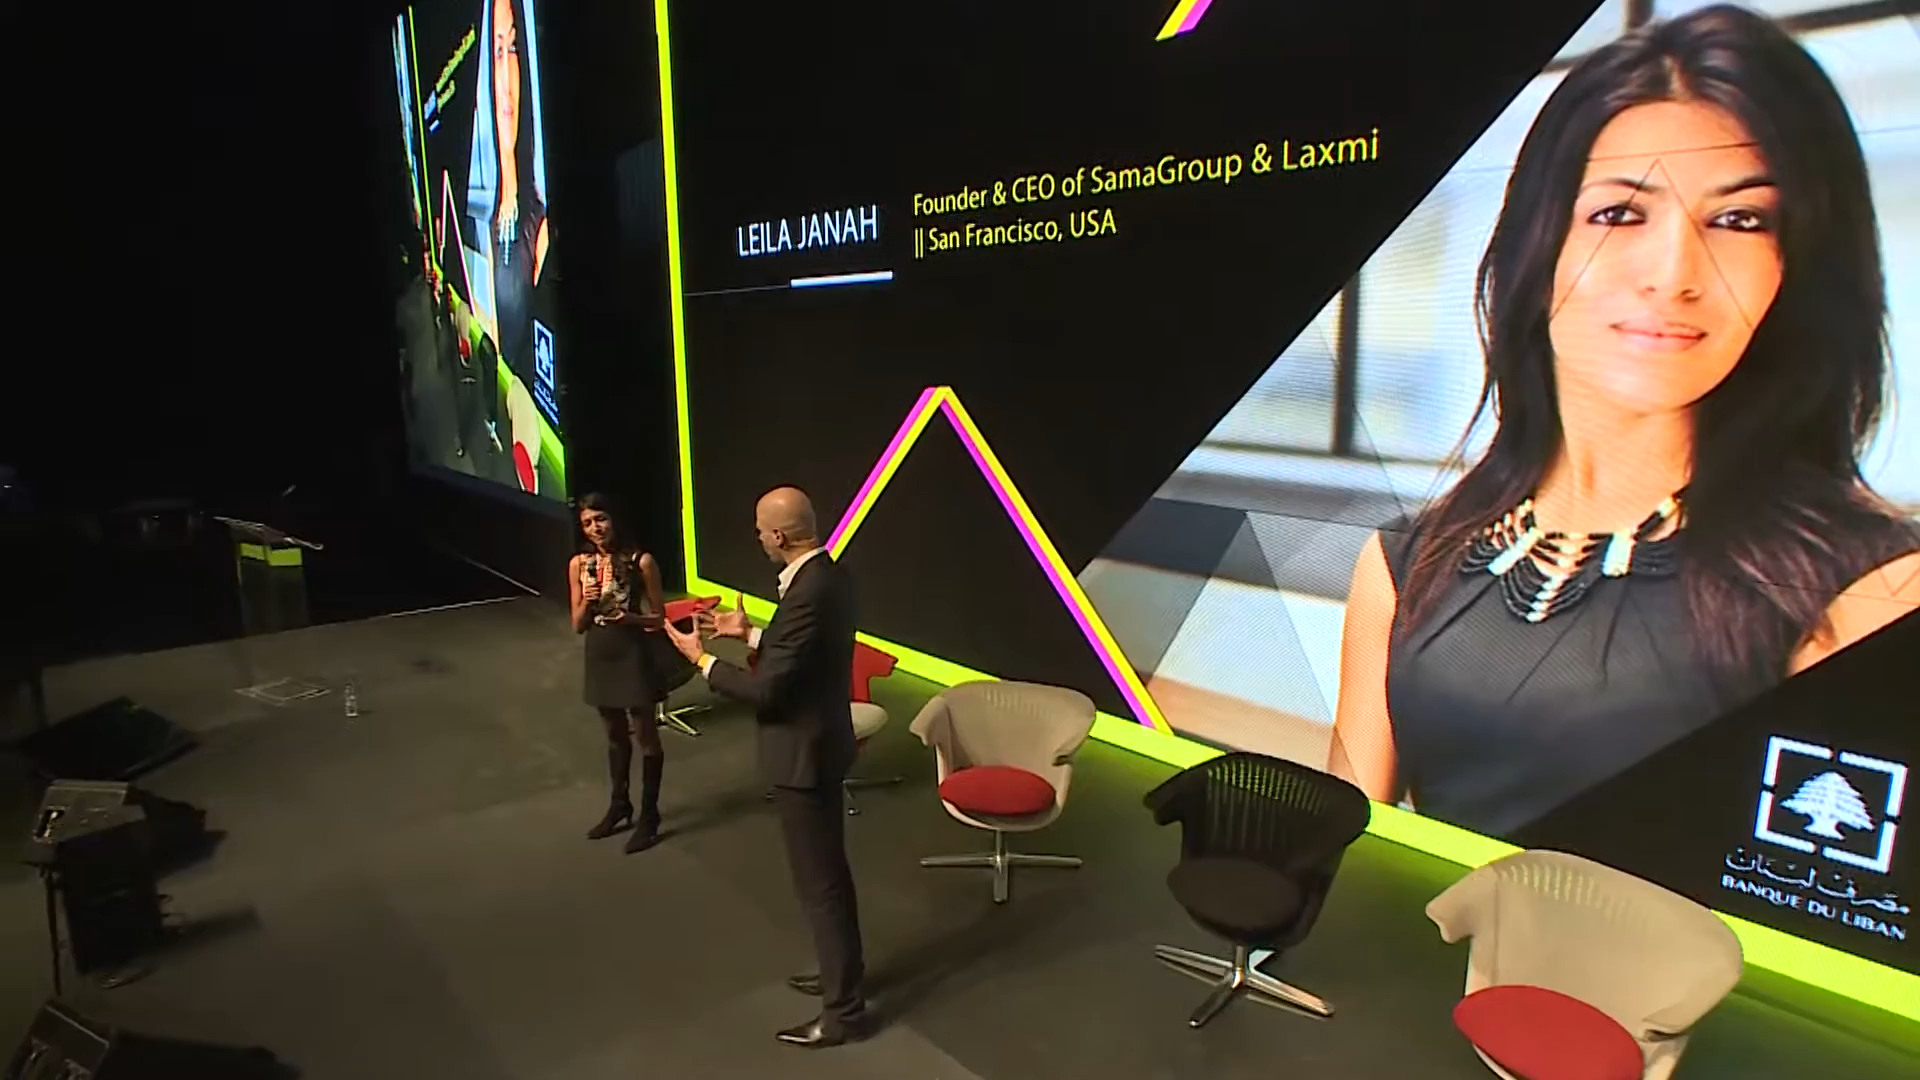 LEILA JANAH
Founder & CEO of SamaGroup & Laxmi
|| San Francisco, USA
مصرف لبنان
BANQUE DU LIBAN